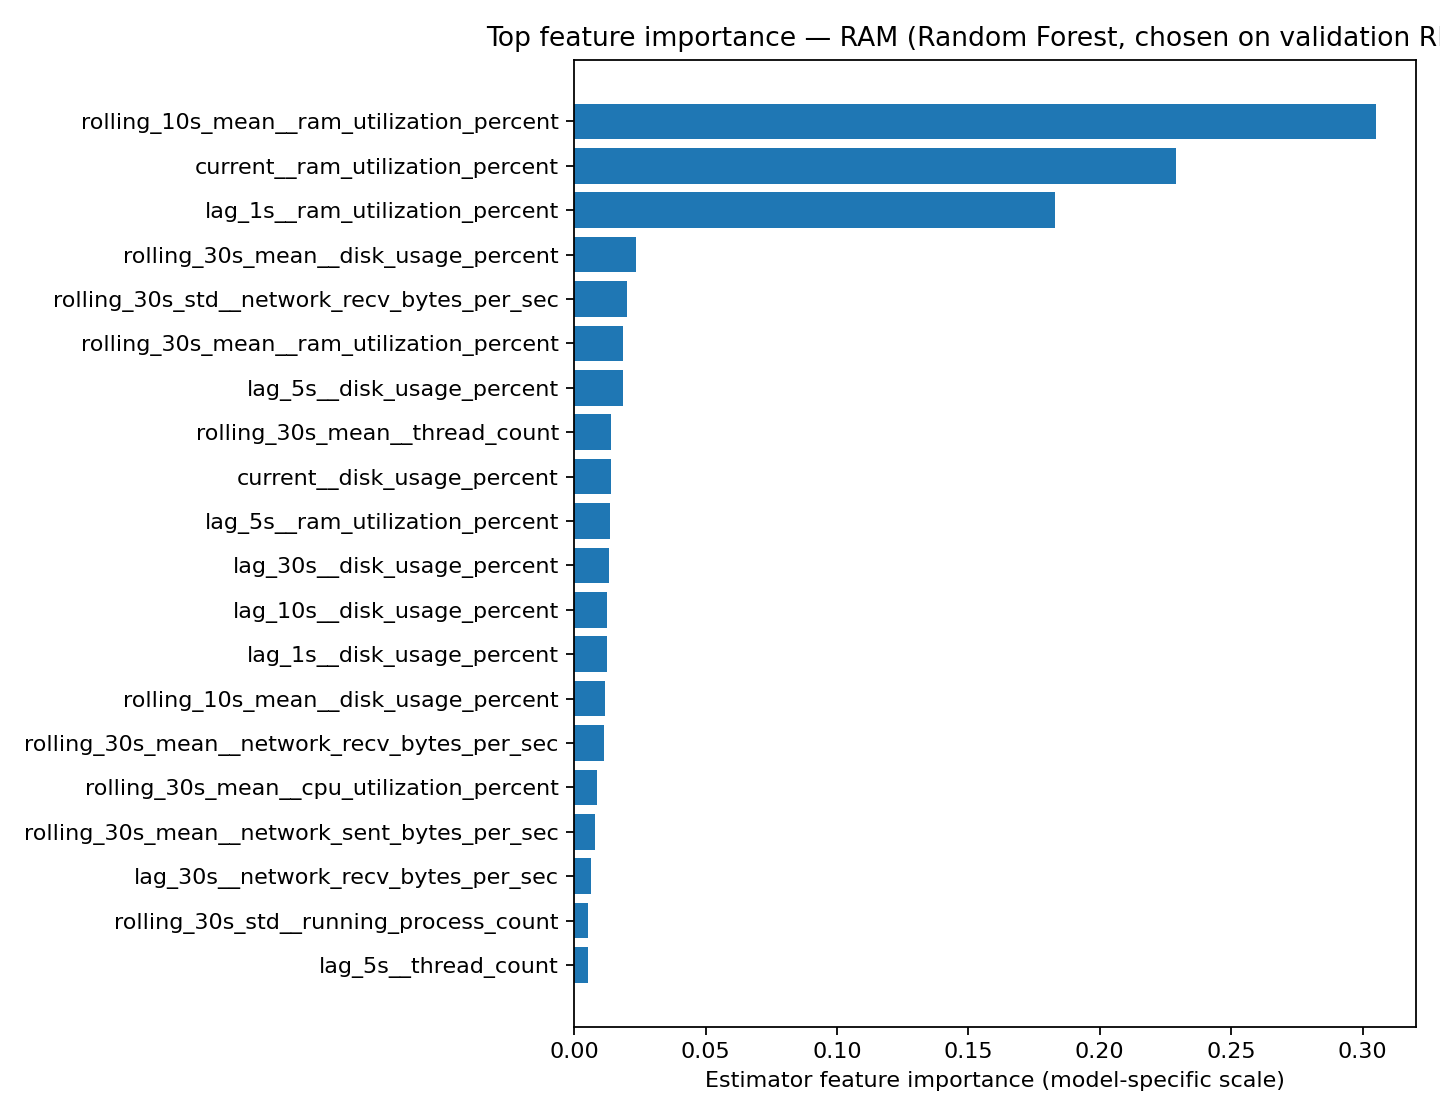 Top feature importance — RAM (Random Forest, chosen on validation R
rolling_10s_mean__ram_utilization_percent
current__ram_utilization_percent
lag_1s__ram_utilization_percent
rolling_30s_mean__disk_usage_percent
rolling_30s_std__network_recv_bytes_per_sec
rolling_30s_mean__ram_utilization_percent
lag_5s__disk_usage_percent
rolling_30s_mean__thread_count
current__disk_usage_percent
lag_5s__ram_utilization_percent
lag_30s__disk_usage_percent
lag_10s__disk_usage_percent
lag_1s__disk_usage_percent
rolling_10s_mean__disk_usage_percent
rolling_30s_mean__network_recv_bytes_per_sec
rolling_30s_mean__cpu_utilization_percent
rolling_30s_mean__network_sent_bytes_per_sec
lag_30s__network_recv_bytes_per_sec
rolling_30s_std__running_process_count
lag_5s__thread_count
0.00 0.05 0.10 0.15 0.20 0.25 0.30
Estimator feature importance (model-specific scale)